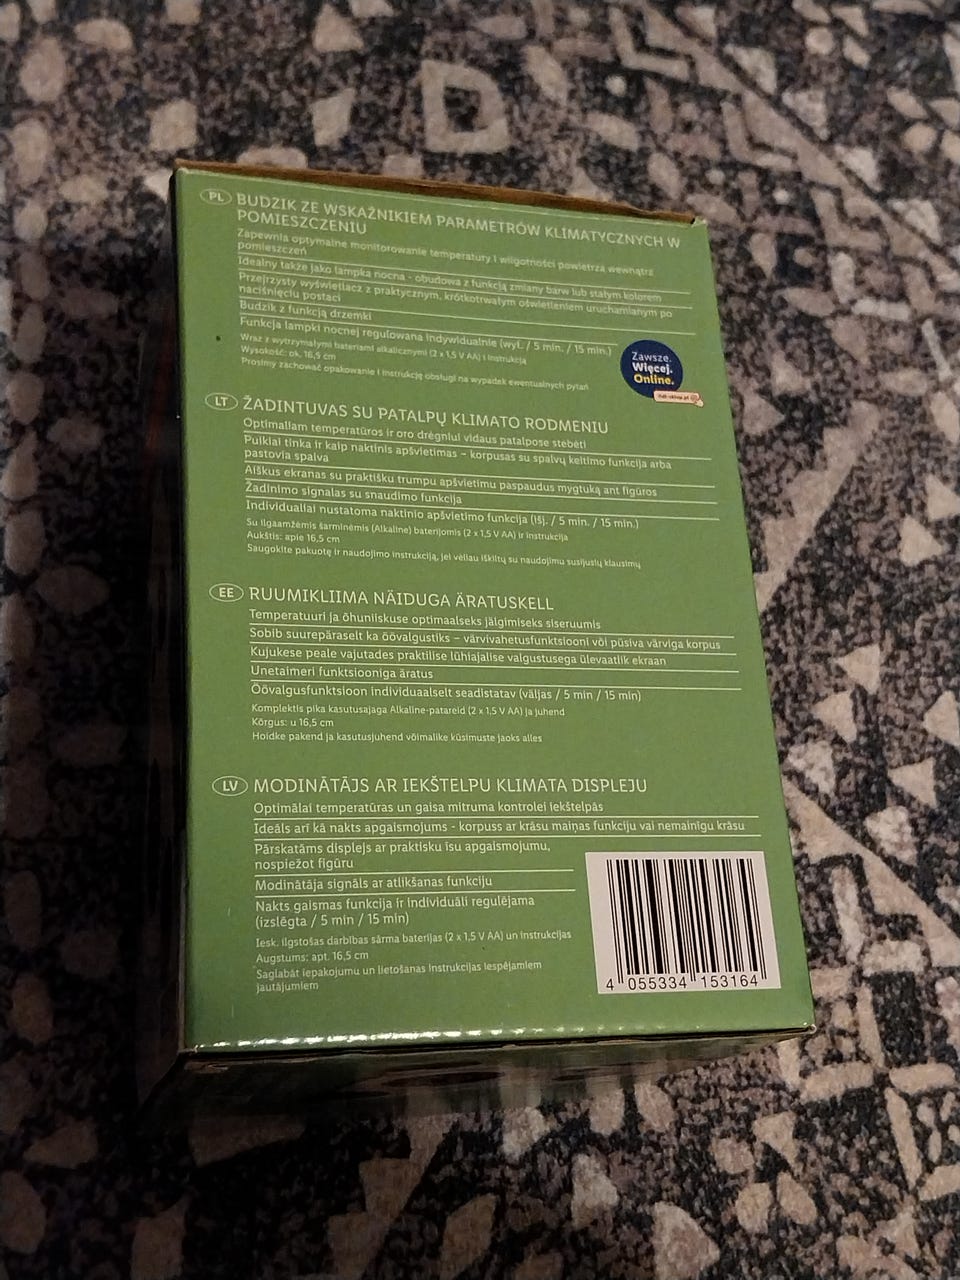 PL BUDZIK ZE WSKAŹNIKIEM PARAMETRÓW KLIMATYCZNYCH W
POMIESZCZENIU
Zapewnia optymalne monitorowanie temperatury i wilgotności powietrza wewnątrz
pomieszczeń
Idealny także jako lampka nocna - obudowa z funkcją zmiany barw lub stałym kolorem
Przejrzysty wyświetlacz z praktycznym, krótkotrwałym oświetleniem uruchamianym po
naciśnięciu postaci
Budzik z funkcją drzemki
Funkcja lampki nocnej regulowana indywidualnie (wył. / 5 min. / 15 min.)
Wraz z wytrzymałymi bateriami alkalicznymi (2 x 1,5 V AA) i instrukcją
Wysokość: ok. 16,5 cm
Prosimy zachować opakowanie i instrukcję obsługi na wypadek ewentualnych pytań
Zawsze.
Więcej.
Online.
lidl-sklep.pl
LT ŽADINTUVAS SU PATALPŲ KLIMATO RODMENIU
Optimaliam temperatūros ir oro drėgniui vidaus patalpose stebėti
Puikiai tinka ir kaip naktinis apšvietimas – korpusas su spalvų keitimo funkcija arba
pastovia spalva
Aiškus ekranas su praktišku trumpu apšvietimu paspaudus mygtuką ant figūros
Žadinimo signalas su snaudimo funkcija
Individualiai nustatoma naktinio apšvietimo funkcija (išj. / 5 min. / 15 min.)
Su ilgaamžėmis šarminėmis (Alkaline) baterijomis (2 x 1,5 V AA) ir instrukcija
Aukštis: apie 16,5 cm
Saugokite pakuotę ir naudojimo instrukciją, jei vėliau iškiltų su naudojimu susijusių klausimų
EE RUUMIKLIIMA NÄIDUGA ÄRATUSKELL
Temperatuuri ja õhuniiskuse optimaalseks jälgimiseks siseruumis
Sobib suurepäraselt ka öövalgustiks – värvivahetusfunktsiooni või püsiva värviga korpus
Kujukese peale vajutades praktilise lühiajalise valgustusega ülevaatlik ekraan
Unetaimeri funktsiooniga äratus
Öövalgusfunktsioon individuaalselt seadistatav (väljas / 5 min / 15 min)
Komplektis pika kasutusajaga Alkaline-patareid (2 x 1,5 V AA) ja juhend
Kõrgus: u 16,5 cm
Hoidke pakend ja kasutusjuhend võimalike küsimuste jaoks alles
LV MODINĀTĀJS AR IEKŠTELPU KLIMATA DISPLEJU
Optimālai temperatūras un gaisa mitruma kontrolei iekštelpās
Ideāls arī kā nakts apgaismojums - korpuss ar krāsu maiņas funkciju vai nemainīgu krāsu
Pārskatāms displejs ar praktisku īsu apgaismojumu,
nospiežot figūru
Modinātāja signāls ar atlikšanas funkciju
Nakts gaismas funkcija ir individuāli regulējama
(izslēgta / 5 min / 15 min)
Iesk. ilgstošas darbības sārma baterijas (2 x 1,5 V AA) un instrukcijas
Augstums: apt. 16,5 cm
Saglabāt iepakojumu un lietošanas instrukcijas iespējamiem
jautājumiem
4 055334 153164